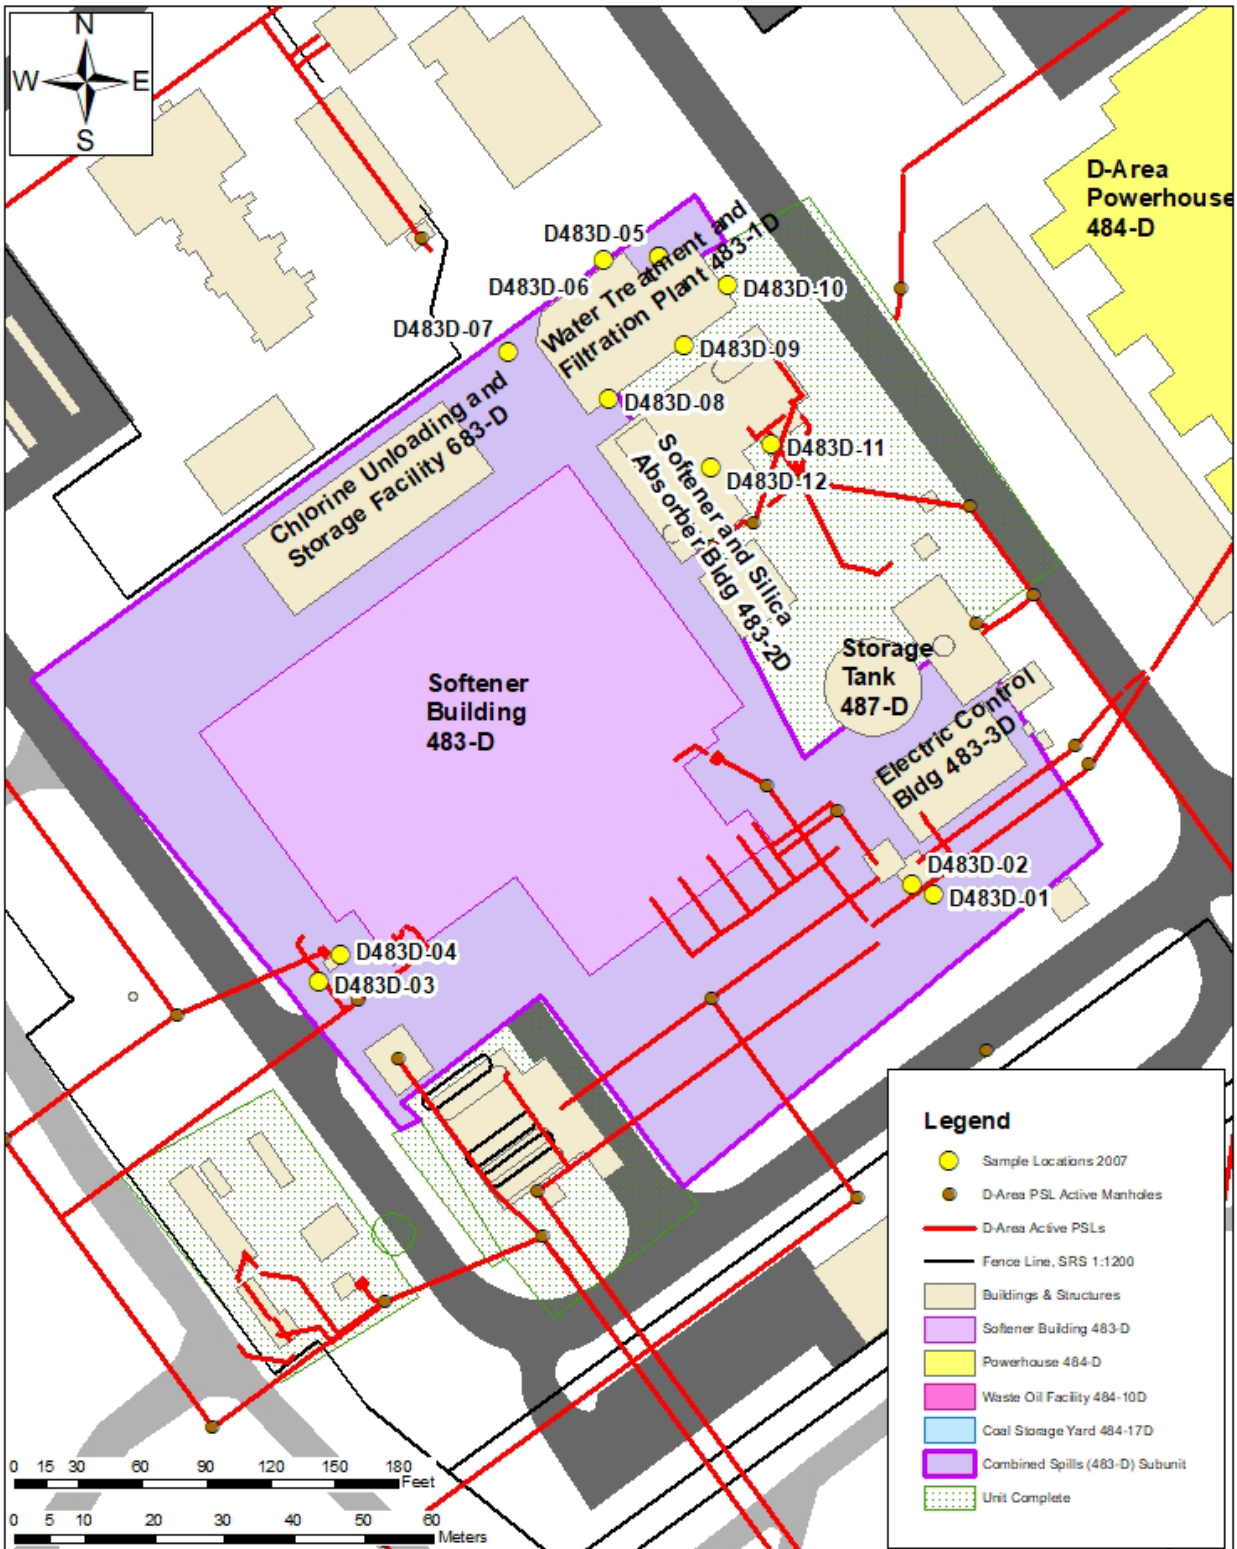 N
W
E
S
D-Area
Powerhouse
484-D
D483D-05
D483D-06
D483D-07
Water Treatment and
Filtration Plant 483-1D
D483D-10
D483D-09
D483D-08
D483D-11
D483D-12
Chlorine Unloading and
Storage Facility 683-D
Softener and Silica
Absorber Bldg 483-2D
Storage
Tank
487-D
Softener
Building
483-D
Electric Control
Bldg 483-3D
D483D-02
D483D-01
D483D-04
D483D-03
Legend
Sample Locations 2007
D-Area PSL Active Manholes
D-Area Active PSLs
Fence Line, SRS 1:1200
Buildings & Structures
Softener Building 483-D
Powerhouse 484-D
Waste Oil Facility 484-10D
Coal Storage Yard 484-17D
Combined Spills (483-D) Subunit
Unit Complete
0 15 30 60 90 120 150 180
Feet
0 5 10 20 30 40 50 60
Meters